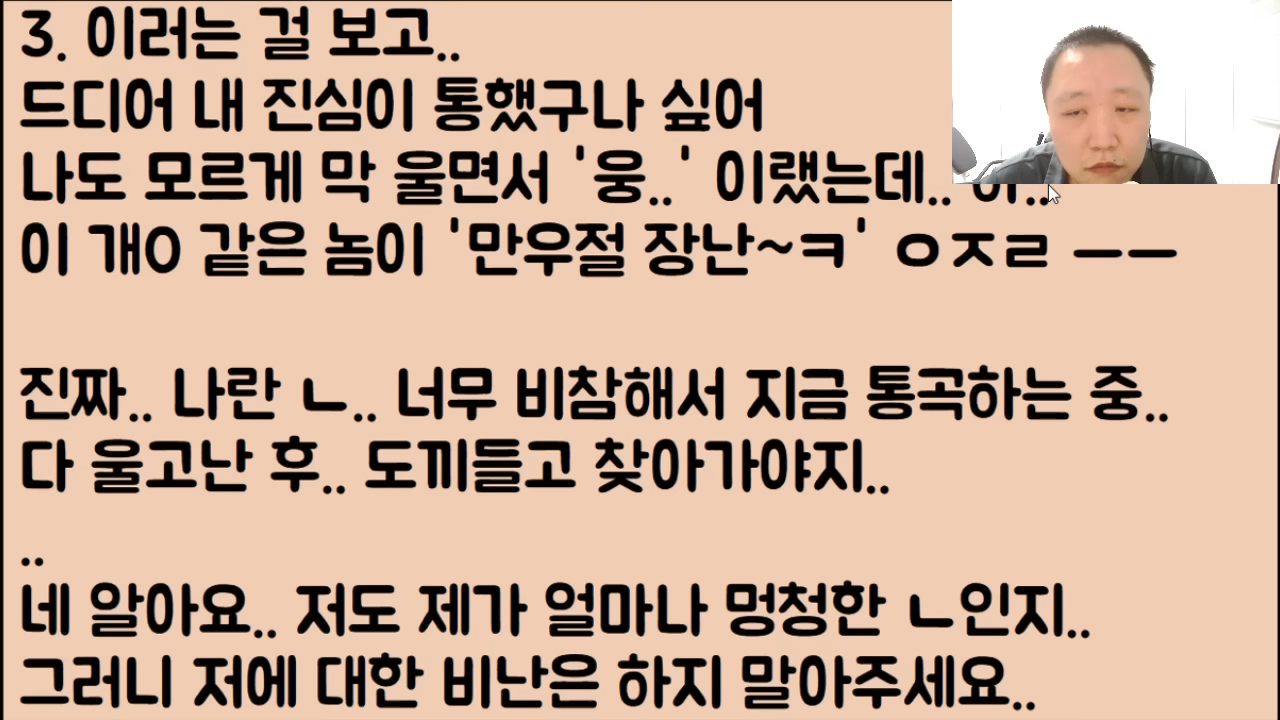 3. 이러는 걸 보고..
드디어 내 진심이 통했구나 싶어
나도 모르게 막 울면서 '웅..' 이랬는데..
이 개O 같은 놈이 '만우절 장난~ㅋ' ㅇㅈㄹ ㅡㅡ
진짜.. 나란 ㄴ.. 너무 비참해서 지금 통곡하는 중..
다 울고난 후.. 도끼들고 찾아가야지..
..
네 알아요.. 저도 제가 얼마나 멍청한 ㄴ인지..
그러니 저에 대한 비난은 하지 말아주세요..